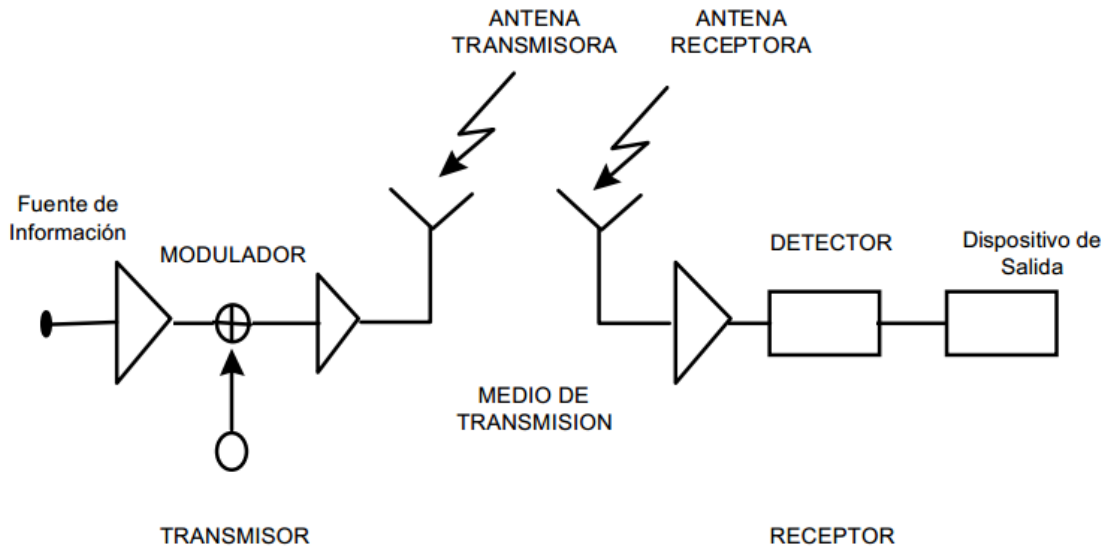 ANTENA
TRANSMISORA
ANTENA
RECEPTORA
Fuente de
Información
MODULADOR
DETECTOR
Dispositivo de
Salida
MEDIO DE
TRANSMISION
TRANSMISOR
RECEPTOR